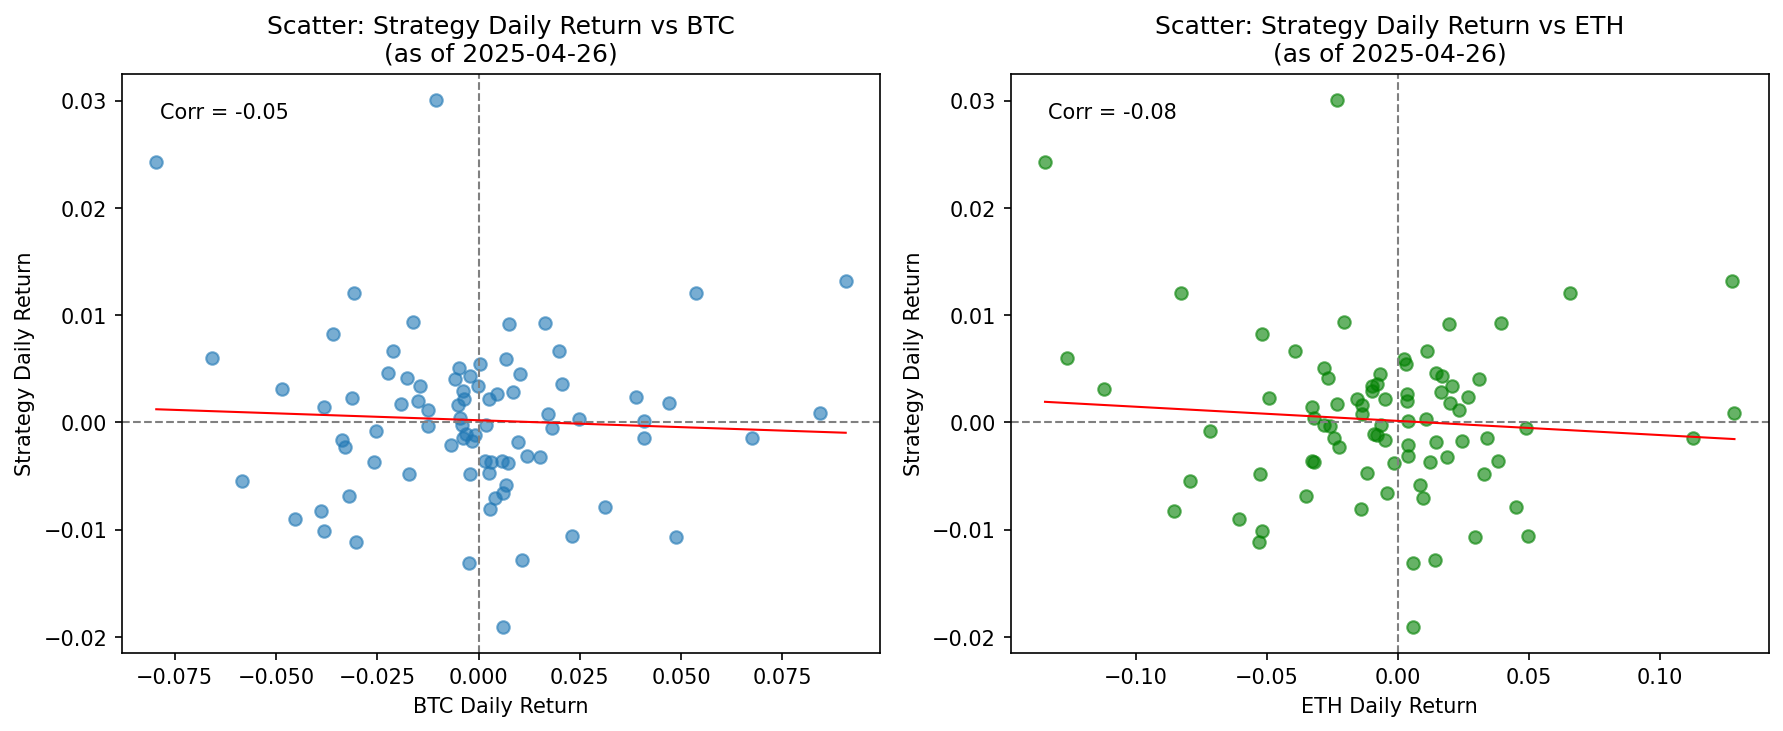 Scatter: Strategy Daily Return vs BTC
(as of 2025-04-26)
Corr = -0.05
Strategy Daily Return
0.03
0.02
0.01
0.00
−0.01
−0.02
−0.075 −0.050 −0.025 0.000 0.025 0.050 0.075
BTC Daily Return
Scatter: Strategy Daily Return vs ETH
(as of 2025-04-26)
Corr = -0.08
Strategy Daily Return
0.03
0.02
0.01
0.00
−0.01
−0.02
−0.10 −0.05 0.00 0.05 0.10
ETH Daily Return